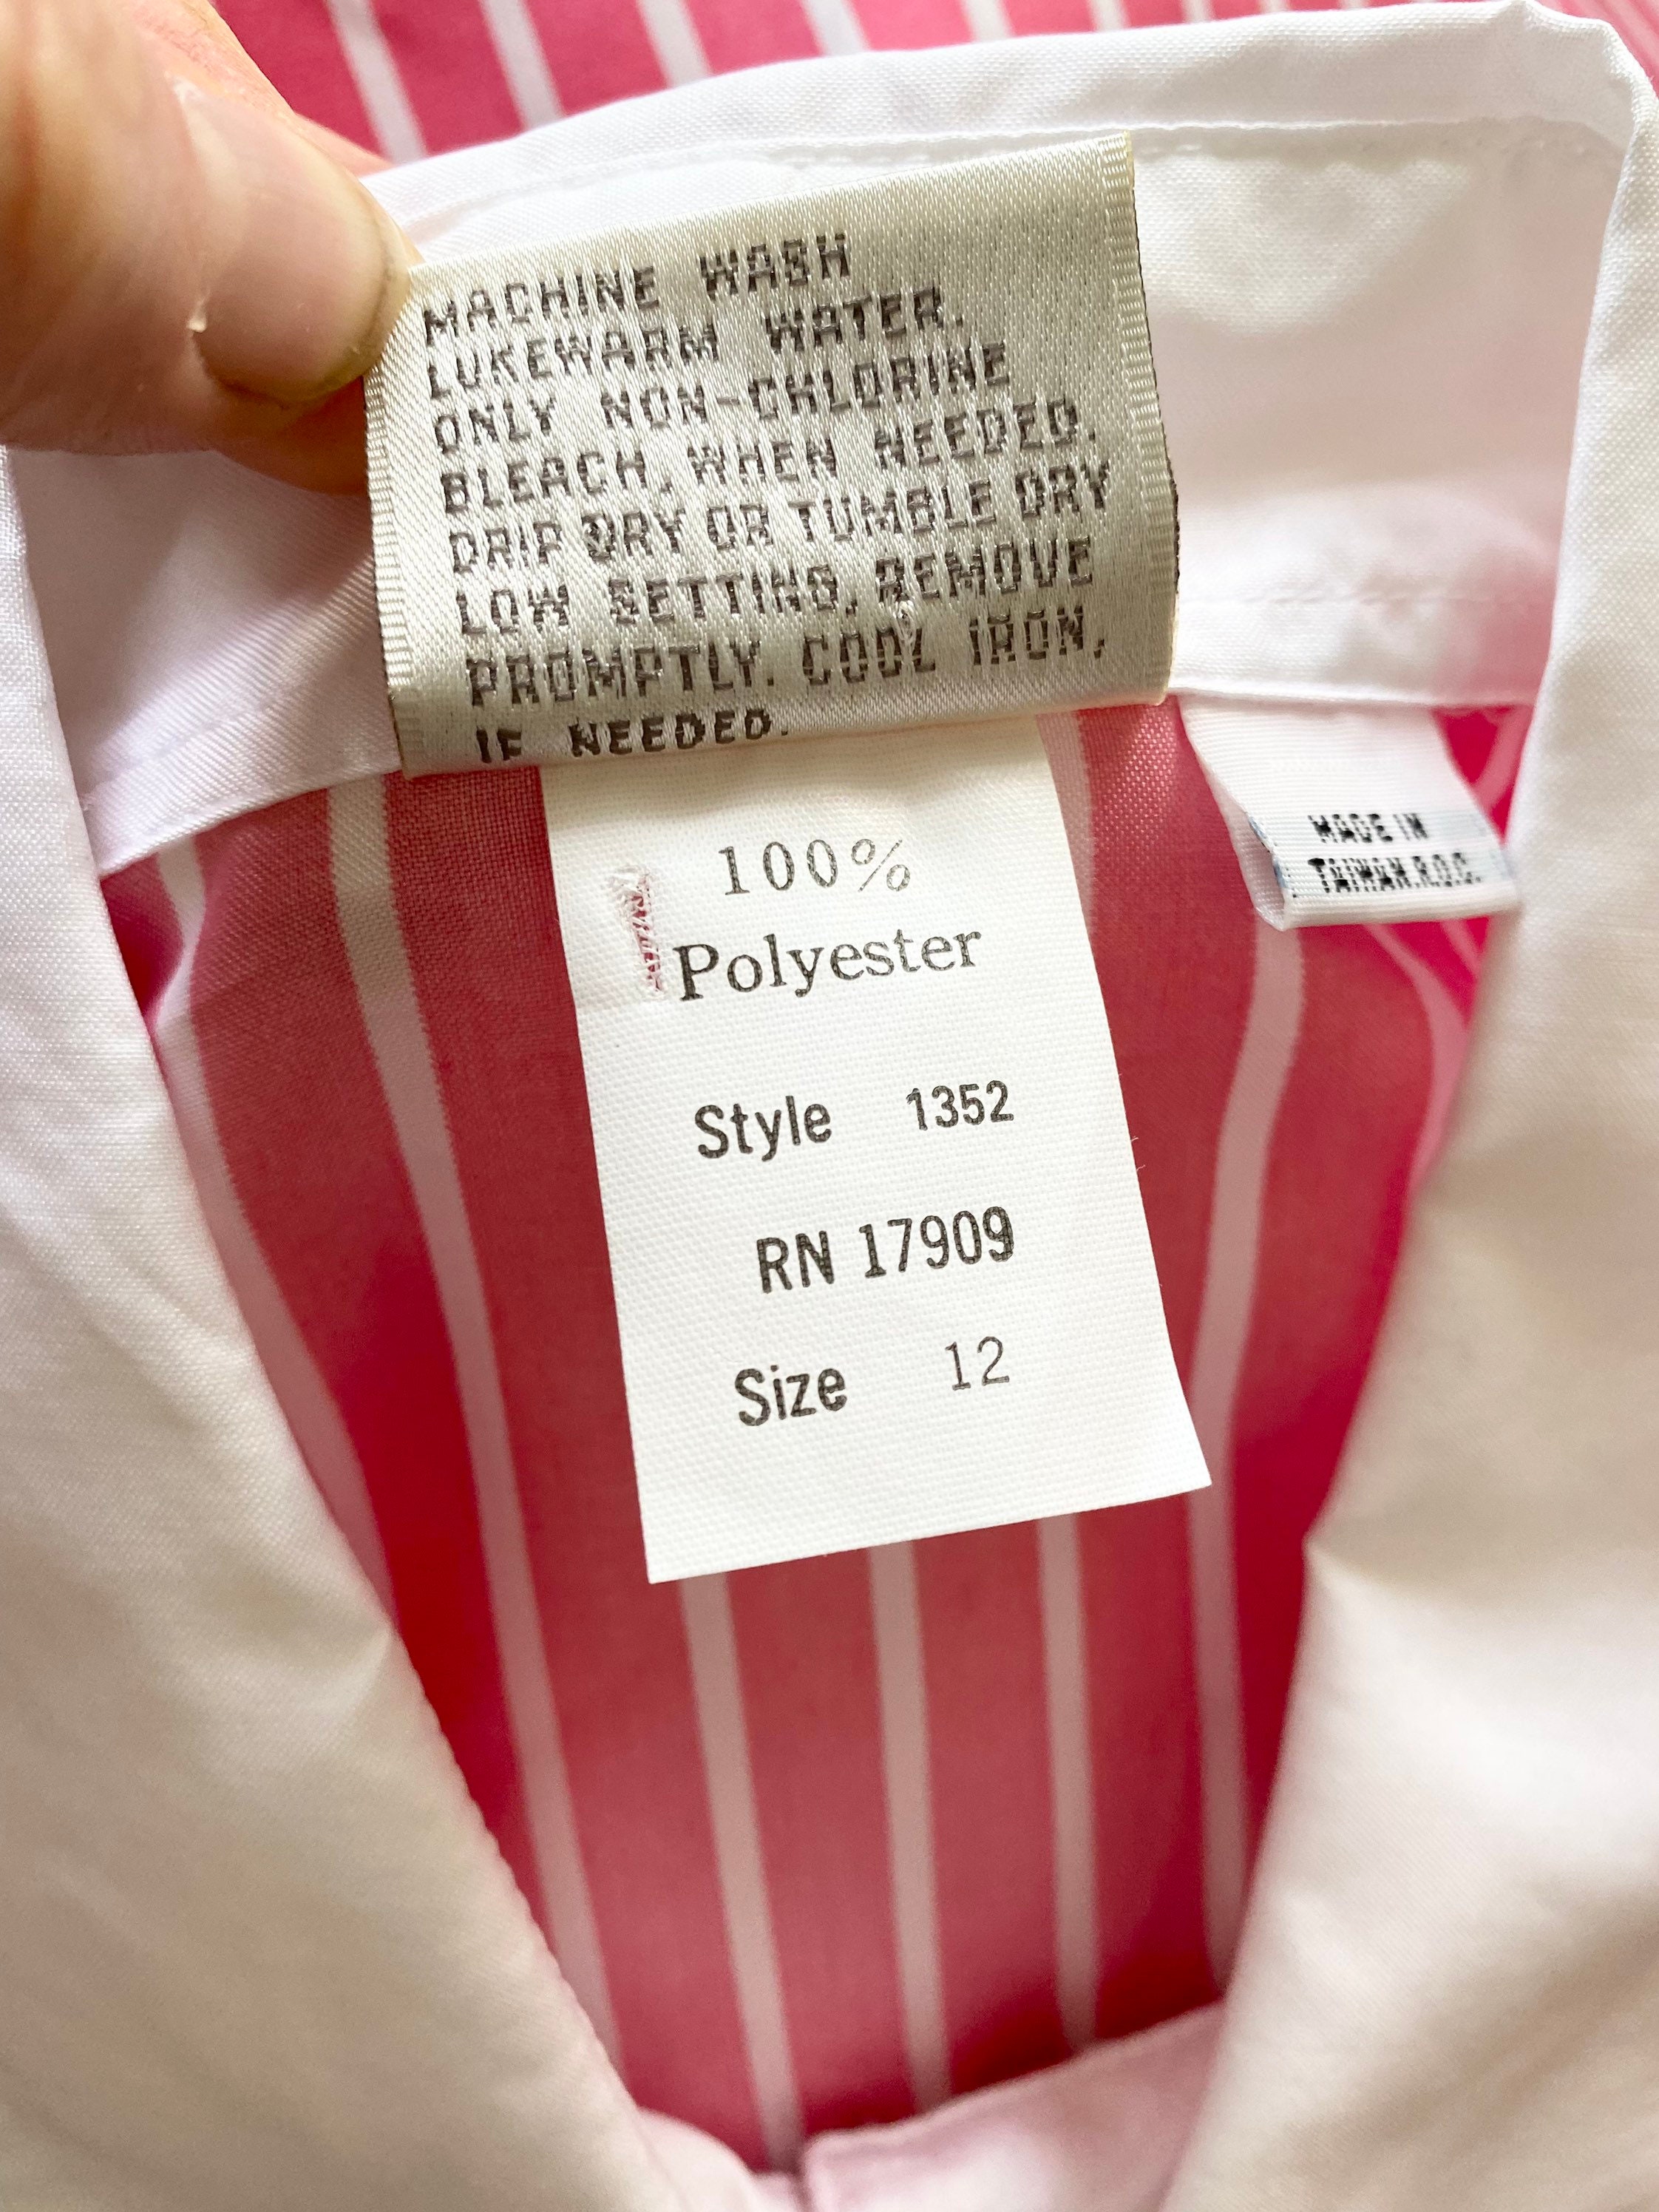 MACHINE WASH
LUKEWARM WATER.
ONLY NON-CHLORINE
BLEACH, WHEN NEEDED.
DRIP DRY OR TUMBLE DRY
LOW SETTING, REMOVE
PROMPTLY. COOL IRON,
IF NEEDED.
100%
Polyester
Style 1352
RN 17909
Size 12
MADE IN
TAIWAN.R.O.C.